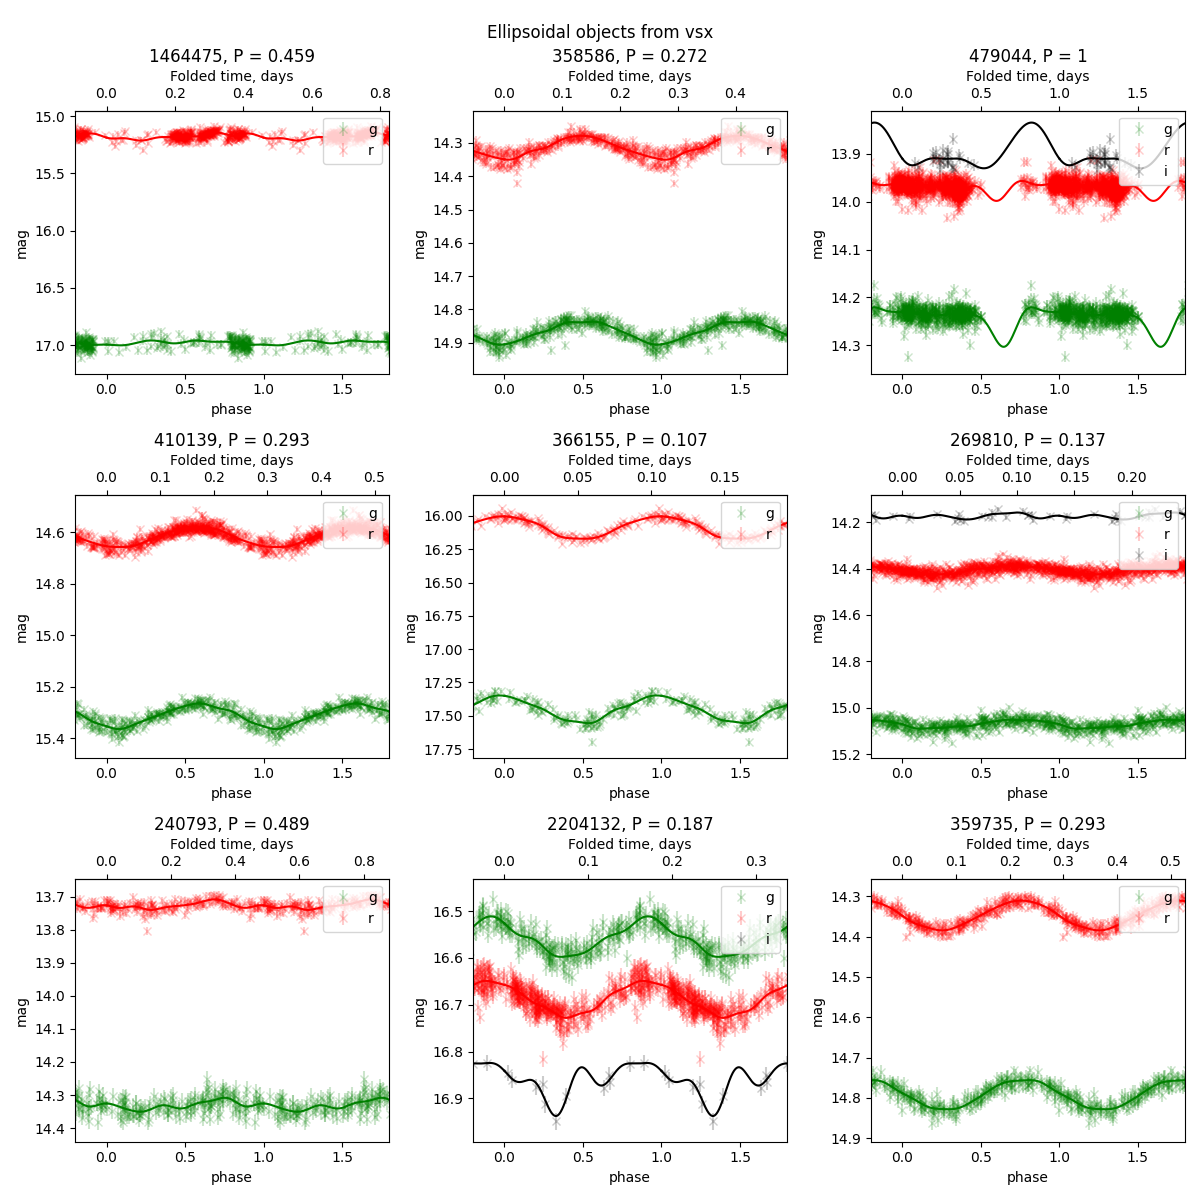 Ellipsoidal objects from vsx
1464475, P = 0.459
Folded time, days
0.0 0.2 0.4 0.6 0.8
15.0
15.5
16.0
16.5
17.0
mag
g
r
0.0 0.5 1.0 1.5
phase
358586, P = 0.272
Folded time, days
0.0 0.1 0.2 0.3 0.4
14.3
14.4
14.5
14.6
14.7
14.8
14.9
mag
g
r
0.0 0.5 1.0 1.5
phase
479044, P = 1
Folded time, days
0.0 0.5 1.0 1.5
13.9
14.0
14.1
14.2
14.3
mag
g
r
i
0.0 0.5 1.0 1.5
phase
410139, P = 0.293
Folded time, days
0.0 0.1 0.2 0.3 0.4 0.5
14.6
14.8
15.0
15.2
15.4
mag
g
r
0.0 0.5 1.0 1.5
phase
366155, P = 0.107
Folded time, days
0.00 0.05 0.10 0.15
16.00
16.25
16.50
16.75
17.00
17.25
17.50
17.75
mag
g
r
0.0 0.5 1.0 1.5
phase
269810, P = 0.137
Folded time, days
0.00 0.05 0.10 0.15 0.20
14.2
14.4
14.6
14.8
15.0
15.2
mag
g
r
i
0.0 0.5 1.0 1.5
phase
240793, P = 0.489
Folded time, days
0.0 0.2 0.4 0.6 0.8
13.7
13.8
13.9
14.0
14.1
14.2
14.3
14.4
mag
g
r
0.0 0.5 1.0 1.5
phase
2204132, P = 0.187
Folded time, days
0.0 0.1 0.2 0.3
16.5
16.6
16.7
16.8
16.9
mag
g
r
i
0.0 0.5 1.0 1.5
phase
359735, P = 0.293
Folded time, days
0.0 0.1 0.2 0.3 0.4 0.5
14.3
14.4
14.5
14.6
14.7
14.8
14.9
mag
g
r
0.0 0.5 1.0 1.5
phase